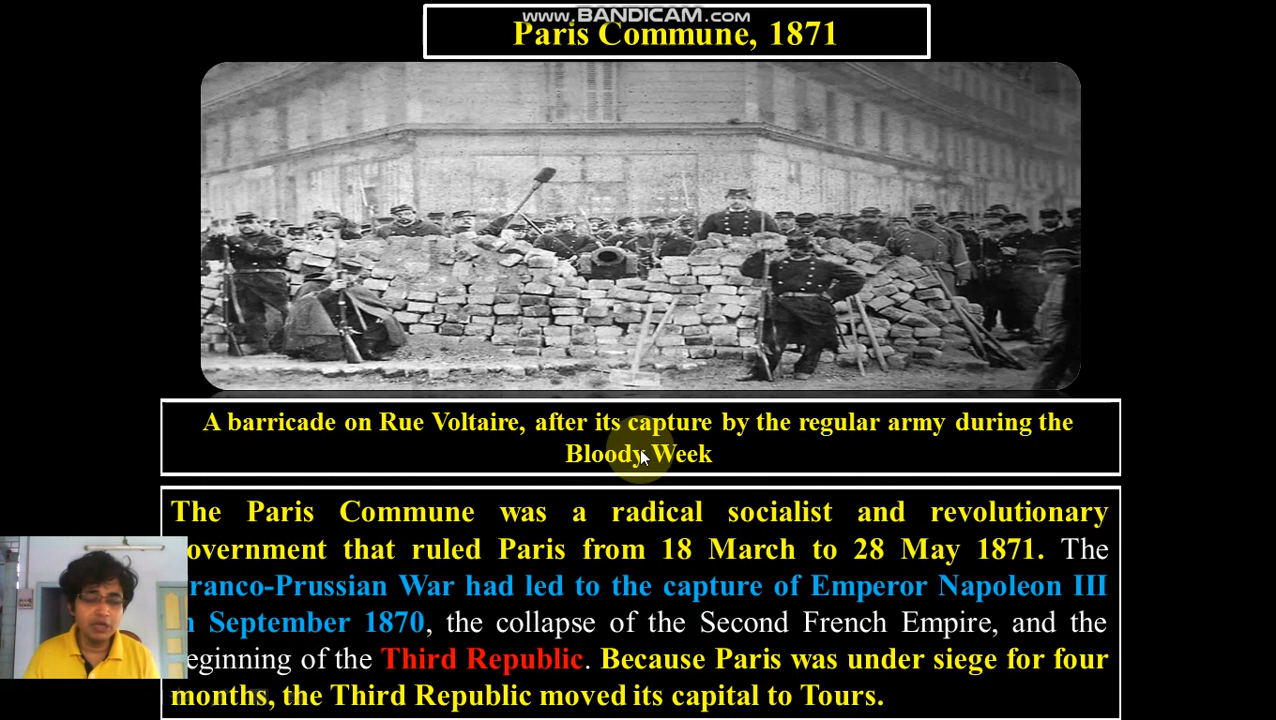 www.BANDICAM.com
Paris Commune, 1871
A barricade on Rue Voltaire, after its capture by the regular army during the
Bloody Week
The Paris Commune was a radical socialist and revolutionary
overnment that ruled Paris from 18 March to 28 May 1871. The
ranco-Prussian War had led to the capture of Emperor Napoleon III
n September 1870, the collapse of the Second French Empire, and the
eginning of the Third Republic. Because Paris was under siege for four
months, the Third Republic moved its capital to Tours.